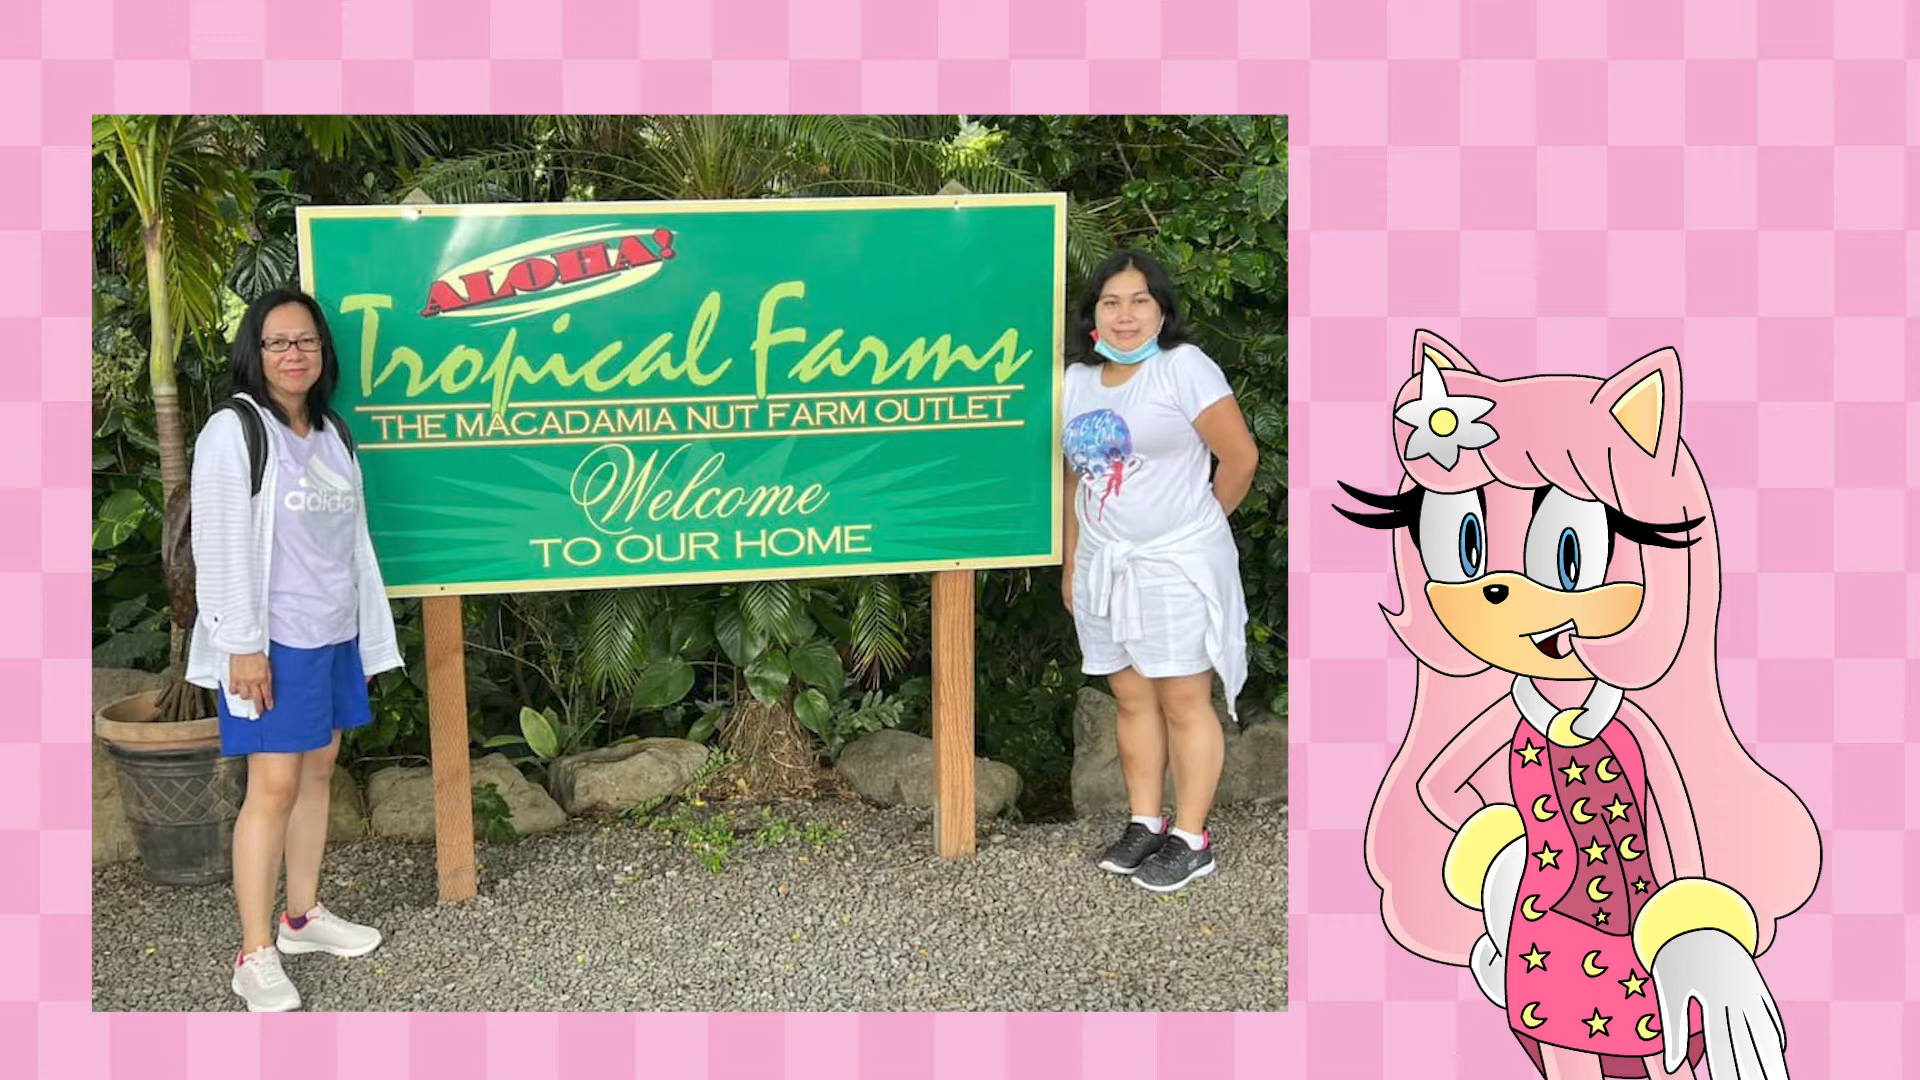 ALOHA!
Tropical Farms
THE MACADAMIA NUT FARM OUTLET
Welcome
TO OUR HOME
adidas